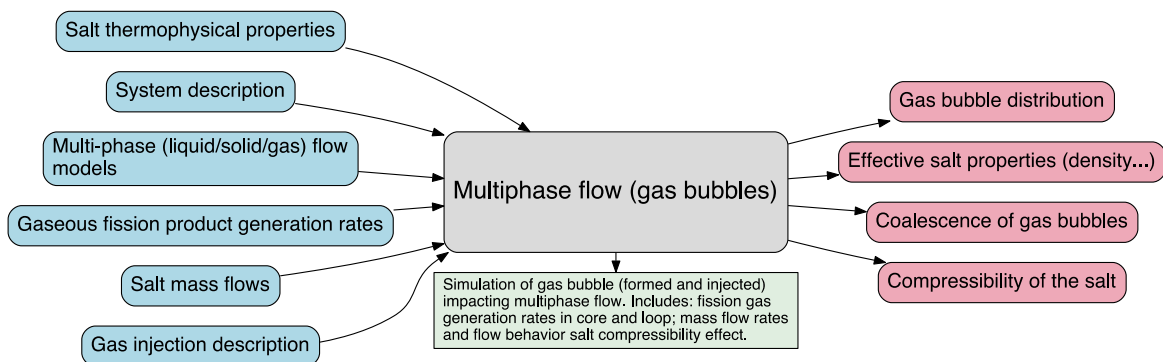 Salt thermophysical properties
System description
Multi-phase (liquid/solid/gas) flow
models
Gaseous fission product generation rates
Salt mass flows
Gas injection description
Multiphase flow (gas bubbles)
Simulation of gas bubble (formed and injected)
impacting multiphase flow. Includes: fission gas
generation rates in core and loop; mass flow rates
and flow behavior salt compressibility effect.
Gas bubble distribution
Effective salt properties (density...)
Coalescence of gas bubbles
Compressibility of the salt